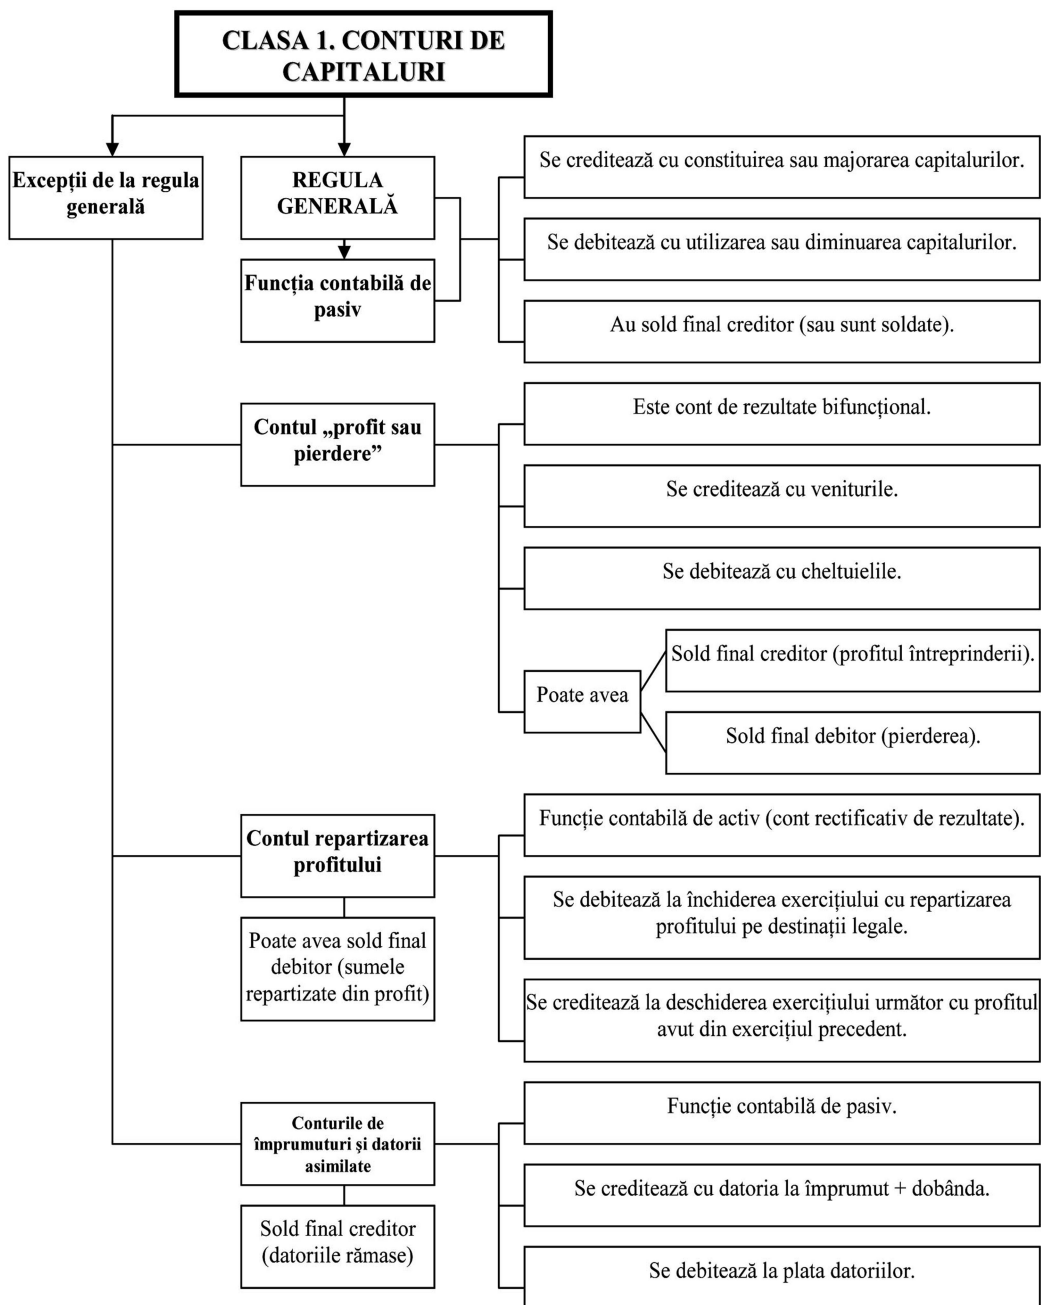 CLASA 1. CONTURI DE
CAPITALURI
Excepții de la regula
generală
REGULA
GENERALĂ
Funcția contabilă de
pasiv
Se creditează cu constituirea sau majorarea capitalurilor.
Se debitează cu utilizarea sau diminuarea capitalurilor.
Au sold final creditor (sau sunt soldate).
Contul „profit sau
pierdere”
Este cont de rezultate bifuncțional.
Se creditează cu veniturile.
Se debitează cu cheltuielile.
Poate avea
Sold final creditor (profitul întreprinderii).
Sold final debitor (pierderea).
Contul repartizarea
profitului
Poate avea sold final
debitor (sumele
repartizate din profit)
Funcție contabilă de activ (cont rectificativ de rezultate).
Se debitează la închiderea exercițiului cu repartizarea
profitului pe destinații legale.
Se creditează la deschiderea exercițiului următor cu profitul
avut din exercițiul precedent.
Conturile de
împrumuturi și datorii
asimilate
Sold final creditor
(datoriile rămase)
Funcție contabilă de pasiv.
Se creditează cu datoria la împrumut + dobânda.
Se debitează la plata datoriilor.